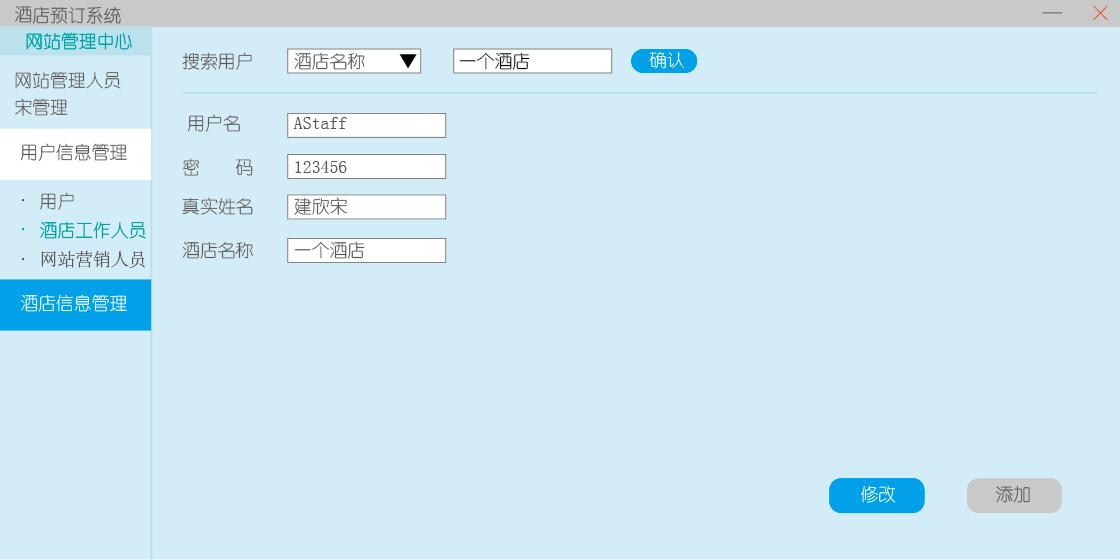 酒店预订系统
网站管理中心
网站管理人员
宋管理
用户信息管理
· 用户
· 酒店工作人员
· 网站营销人员
酒店信息管理
搜索用户 酒店名称 一个酒店 确认
用户名 AStaff
密 码 123456
真实姓名 建欣宋
酒店名称 一个酒店
修改 添加